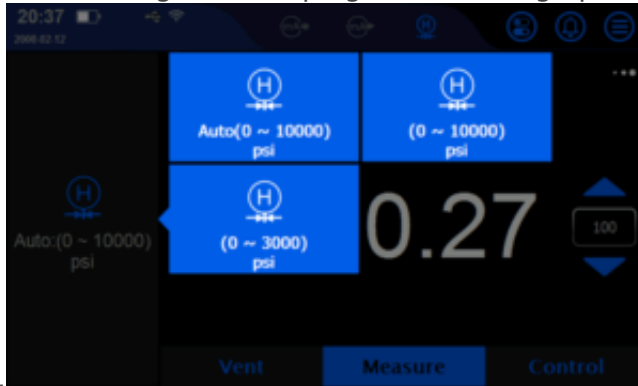 20:37
2008-02-12
H
Auto(0 ~ 10000)
psi
H
(0 ~ 10000)
psi
H
Auto:(0 ~ 10000)
psi
H
(0 ~ 3000)
psi
0.27
100
Vent
Measure
Control